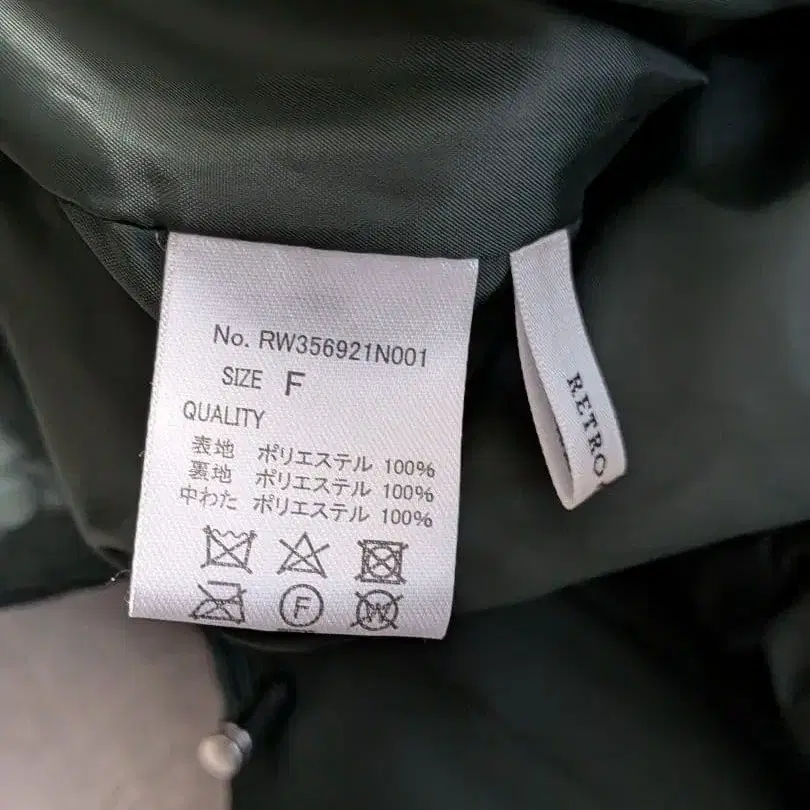 No. RW356921N001
SIZE F
QUALITY
表地 ポリエステル 100%
裏地 ポリエステル 100%
中わた ポリエステル 100%
F
W
RETRO